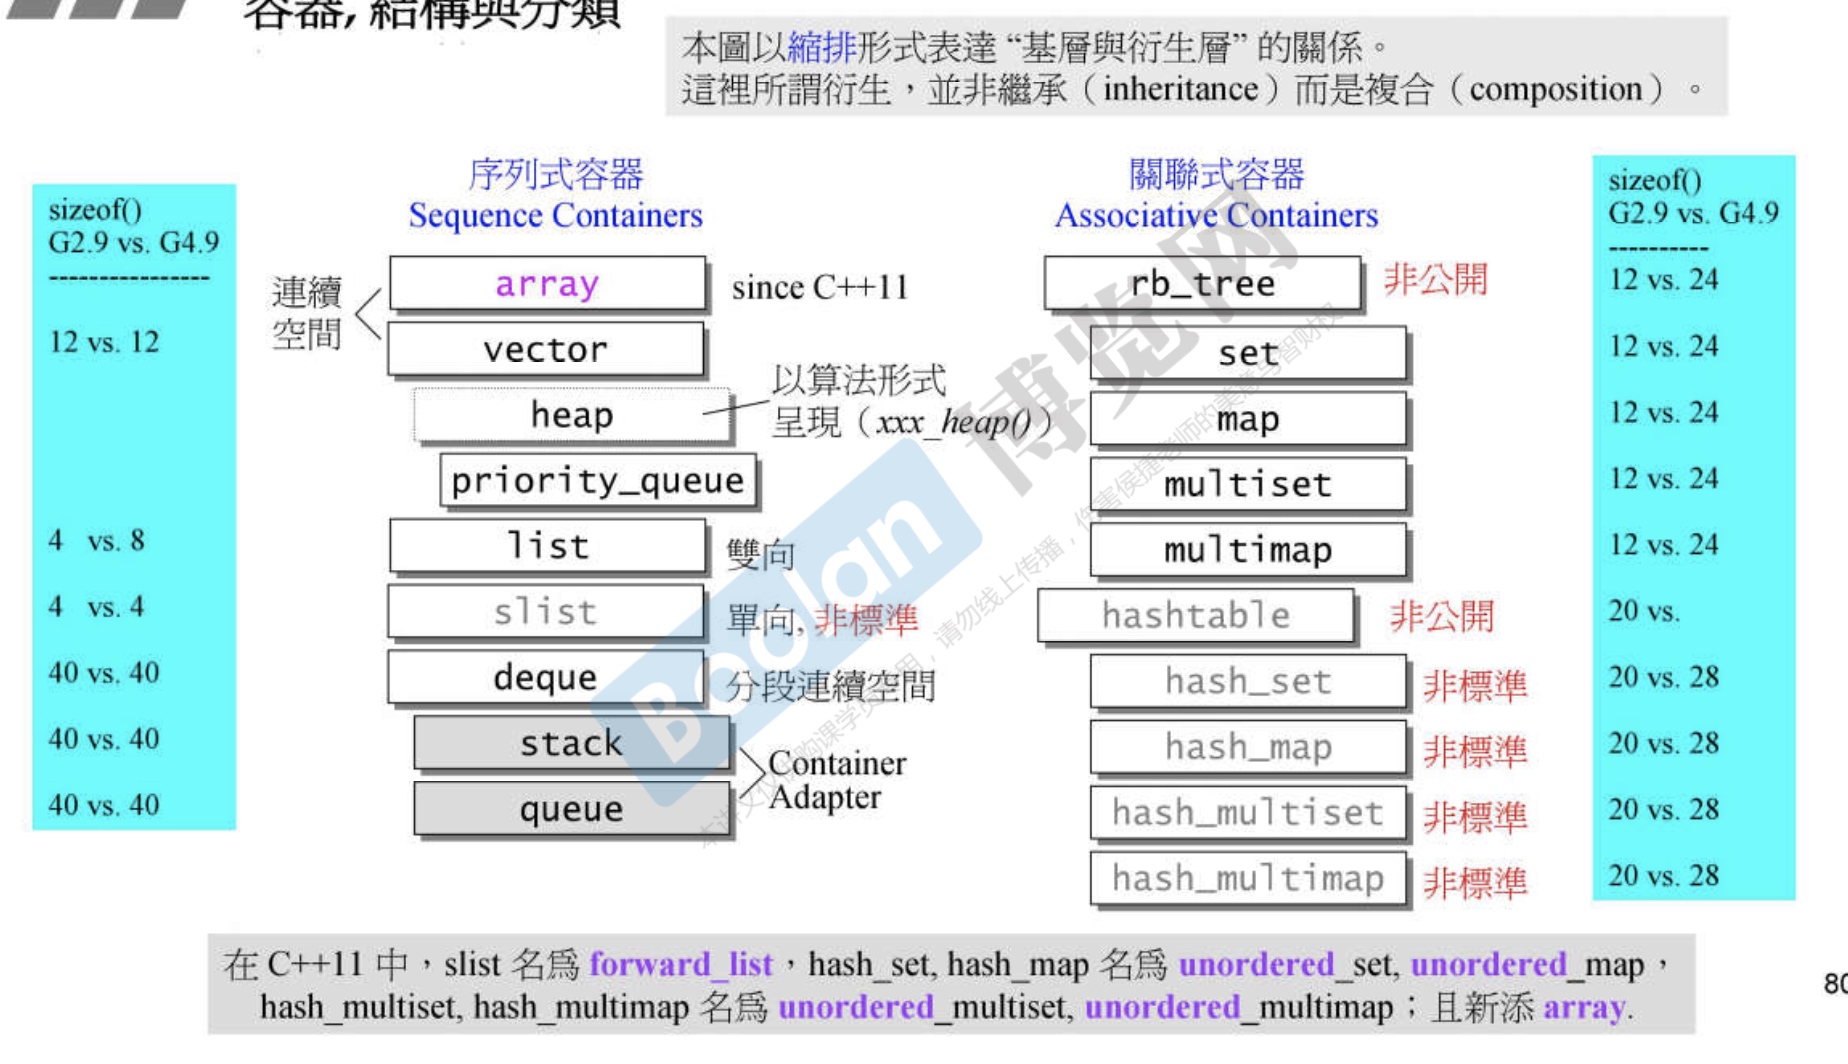 容器, 結構與分類
本圖以縮排形式表達 “基層與衍生層” 的關係。
這裡所謂衍生，並非繼承（inheritance）而是複合（composition）。
sizeof()
G2.9 vs. G4.9
----------------
12 vs. 12
4 vs. 8
4 vs. 4
40 vs. 40
40 vs. 40
40 vs. 40
序列式容器
Sequence Containers
連續
空間
array
since C++11
vector
heap
以算法形式
呈現（xxx_heap()）
priority_queue
list
雙向
slist
單向, 非標準
deque
分段連續空間
stack
queue
Container
Adapter
關聯式容器
Associative Containers
rb_tree
非公開
set
map
multiset
multimap
hashtable
非公開
hash_set
非標準
hash_map
非標準
hash_multiset
非標準
hash_multimap
非標準
sizeof()
G2.9 vs. G4.9
----------
12 vs. 24
12 vs. 24
12 vs. 24
12 vs. 24
12 vs. 24
20 vs.
20 vs. 28
20 vs. 28
20 vs. 28
20 vs. 28
Boolan
博览网
在 C++11 中，slist 名爲 forward_list，hash_set, hash_map 名爲 unordered_set, unordered_map，
hash_multiset, hash_multimap 名爲 unordered_multiset, unordered_multimap；且新添 array.